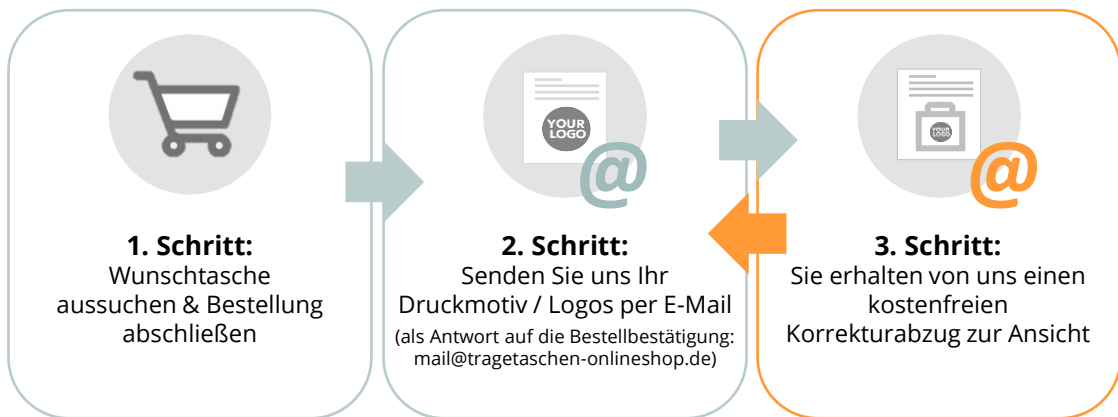 YOUR
LOGO
@
1. Schritt:
Wunschtasche
aussuchen & Bestellung
abschließen
2. Schritt:
Senden Sie uns Ihr
Druckmotiv / Logos per E-Mail
(als Antwort auf die Bestellbestätigung:
mail@tragetaschen-onlineshop.de)
YOUR
LOGO
@
3. Schritt:
Sie erhalten von uns einen
kostenfreien
Korrekturabzug zur Ansicht